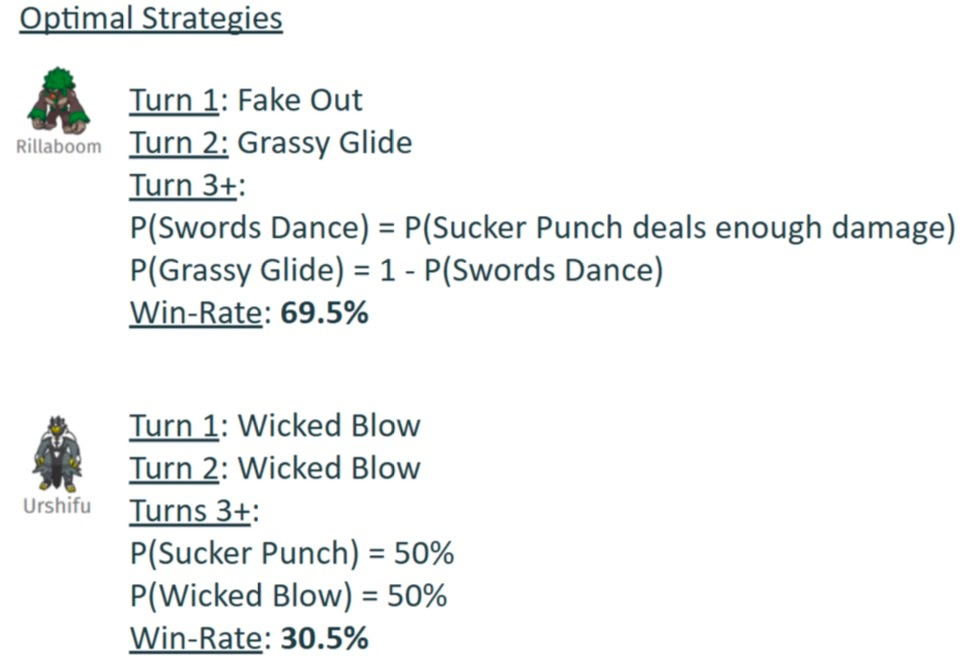 Optimal Strategies
Rillaboom
Turn 1: Fake Out
Turn 2: Grassy Glide
Turn 3+:
P(Swords Dance) = P(Sucker Punch deals enough damage)
P(Grassy Glide) = 1 - P(Swords Dance)
Win-Rate: 69.5%
Urshifu
Turn 1: Wicked Blow
Turn 2: Wicked Blow
Turns 3+:
P(Sucker Punch) = 50%
P(Wicked Blow) = 50%
Win-Rate: 30.5%